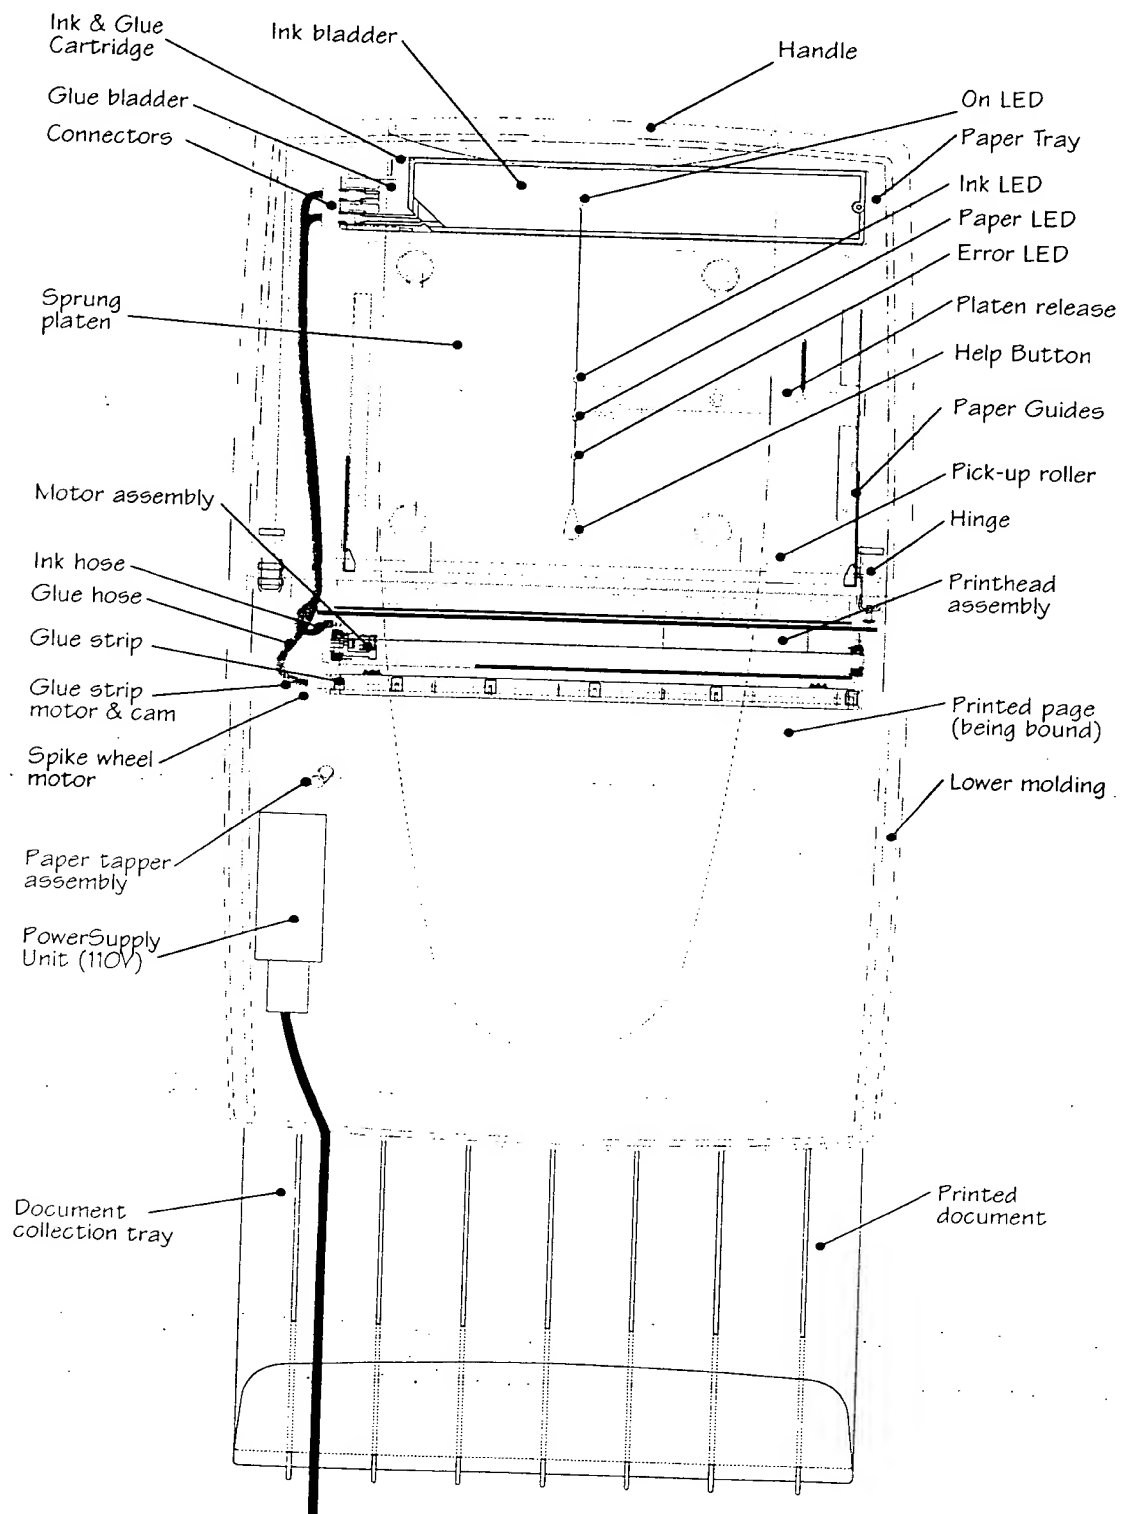 Ink & Glue
Cartridge
Ink bladder
Handle
Glue bladder
Connectors
On LED
Paper Tray
Ink LED
Paper LED
Error LED
Sprung
platen
Platen release
Help Button
Paper Guides
Motor assembly
Pick-up roller
Hinge
Ink hose
Glue hose
Printhead
assembly
Glue strip
Glue strip
motor & cam
Printed page
(being bound)
Spike wheel
motor
Lower molding
Paper tapper
assembly
PowerSupply
Unit (110V)
Document
collection tray
Printed
document